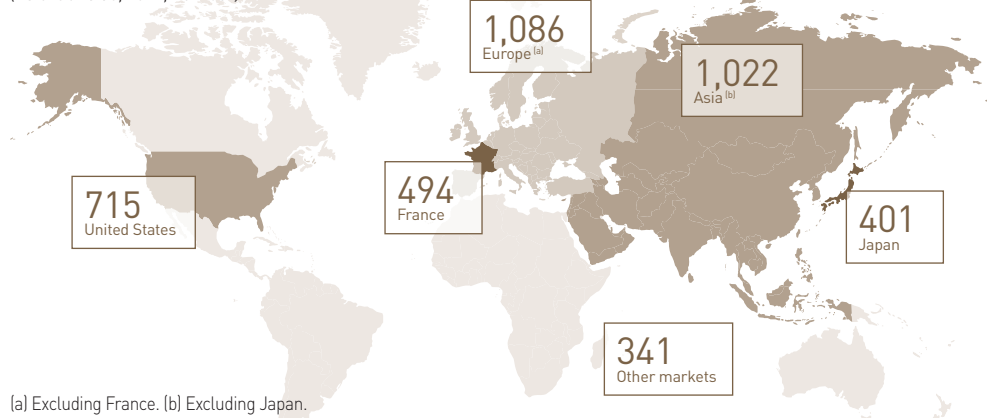 1,086
Europe (a)
1,022
Asia (b)
494
France
715
United States
401
Japan
341
Other markets
(a) Excluding France. (b) Excluding Japan.